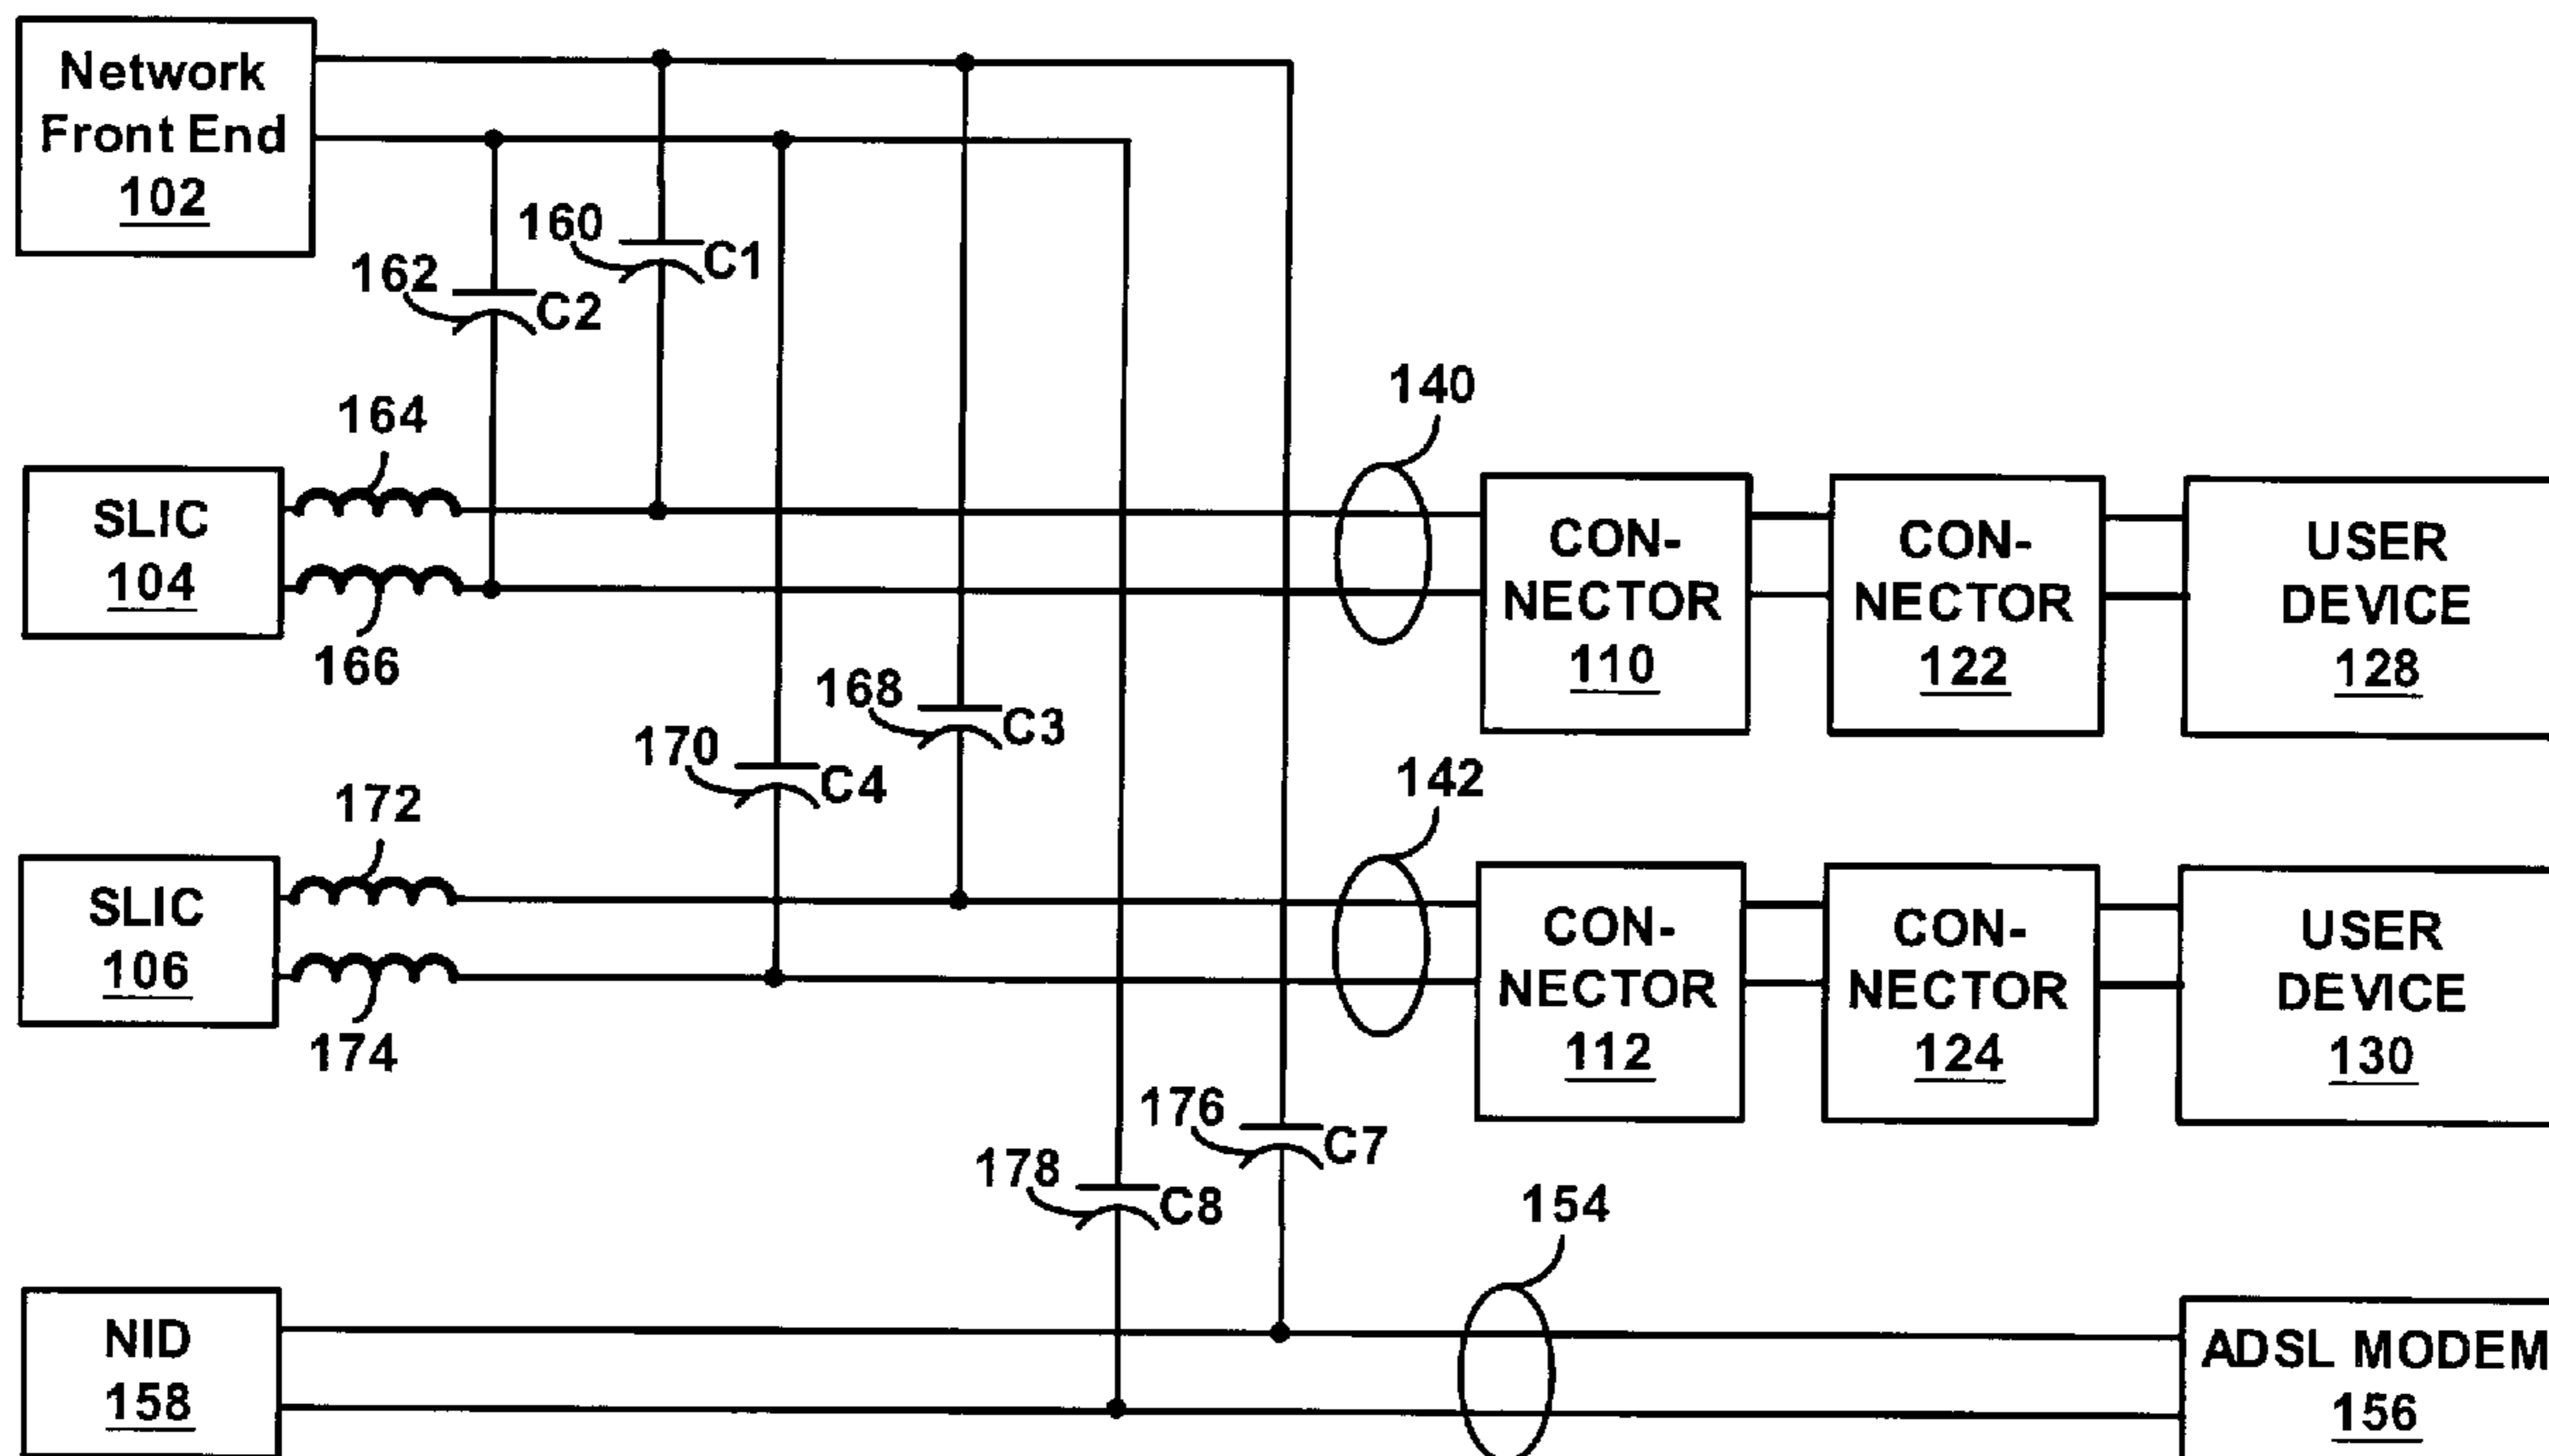 Network
Front End
102
160
C1
162
C2
140
164
SLIC
104
166
CON-
NECTOR
110
CON-
NECTOR
122
USER
DEVICE
128
168
C3
170
C4
142
172
SLIC
106
174
CON-
NECTOR
112
CON-
NECTOR
124
USER
DEVICE
130
176
C7
178
C8
154
NID
158
ADSL MODEM
156